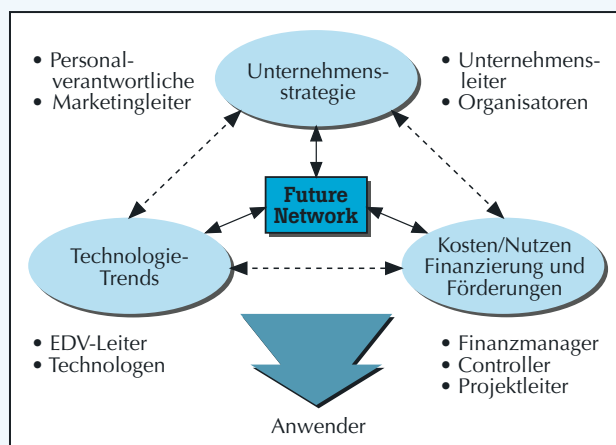 • Personal-
verantwortliche
• Marketingleiter
Unternehmens-
strategie
• Unternehmens-
leiter
• Organisatoren
Future
Network
Technologie-
Trends
Kosten/Nutzen
Finanzierung und
Förderungen
• EDV-Leiter
• Technologen
• Finanzmanager
• Controller
• Projektleiter
Anwender